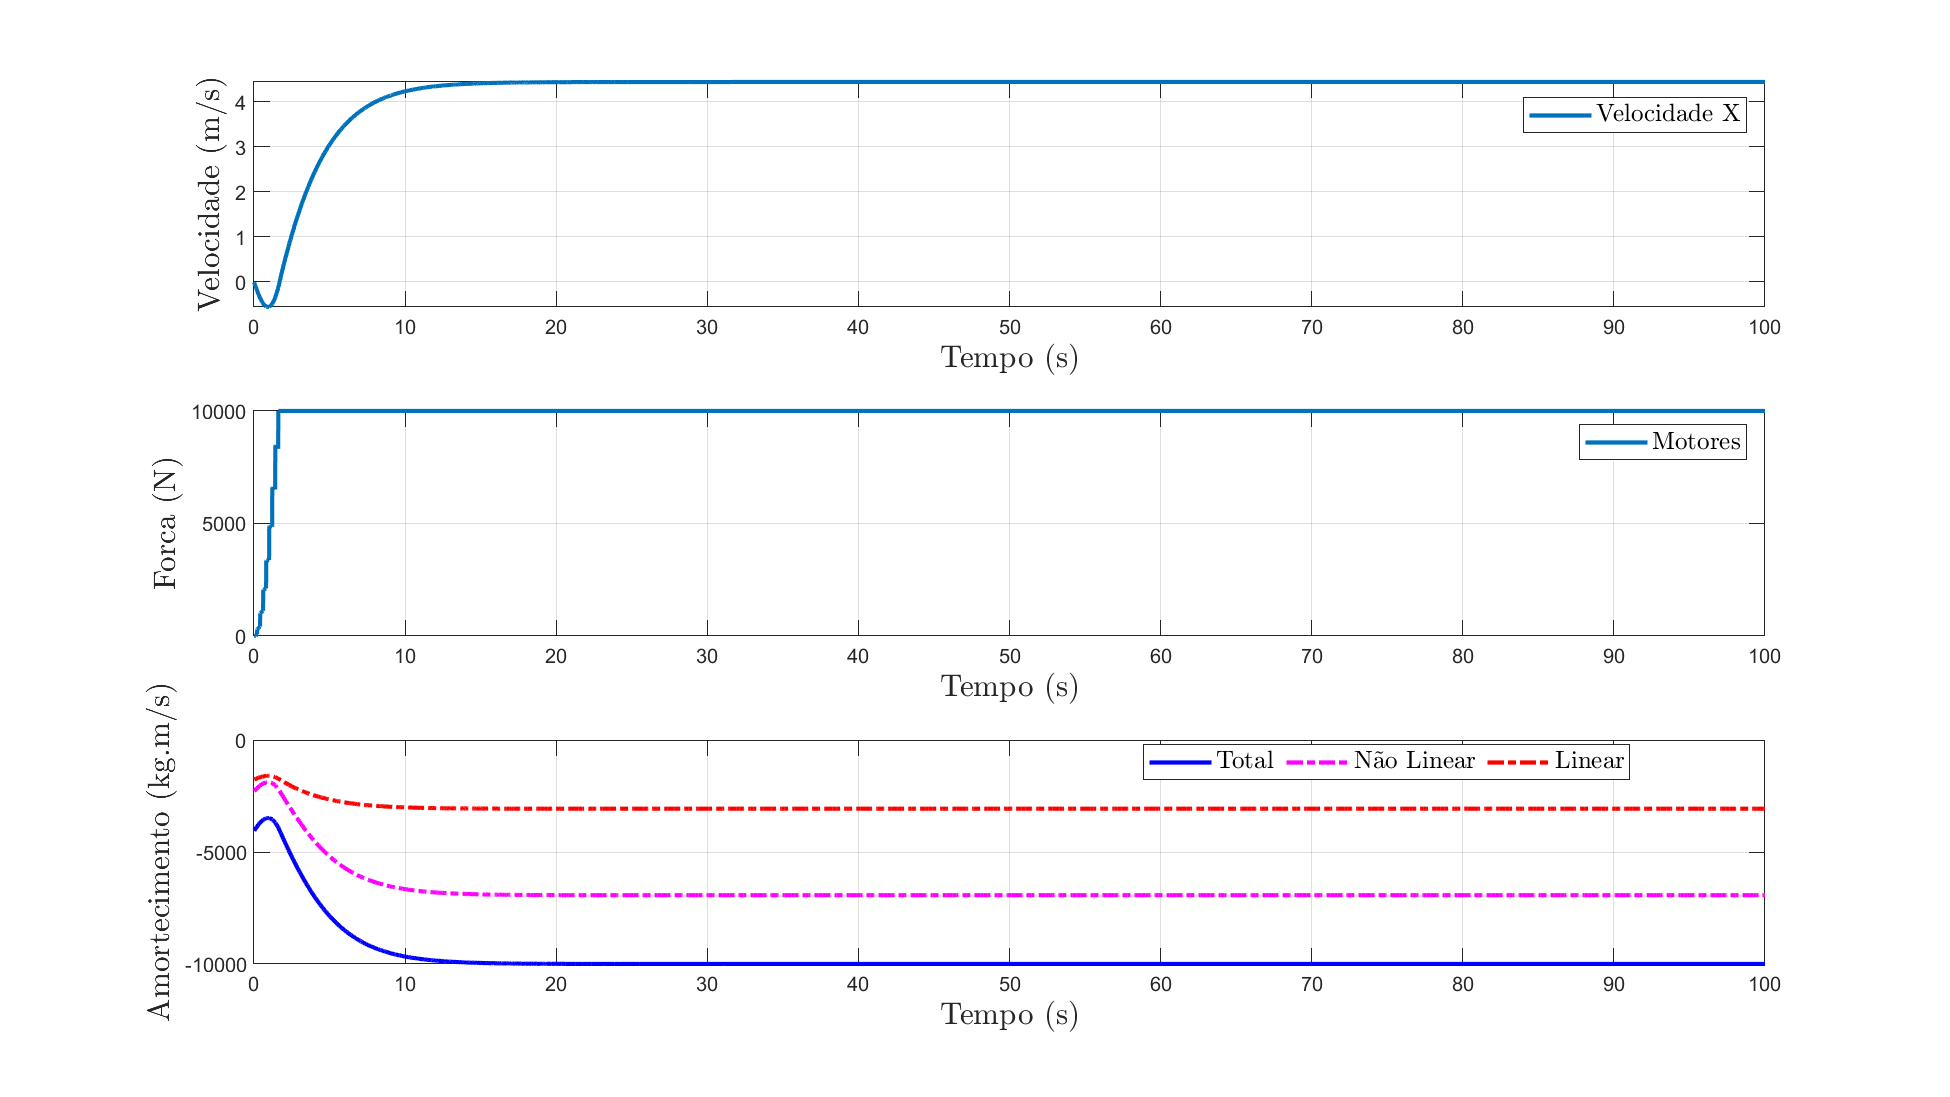 Velocidade (m/s)
4
3
2
1
0
Velocidade X
0 10 20 30 40 50 60 70 80 90 100
Tempo (s)
Forca (N)
10000
5000
0
Motores
0 10 20 30 40 50 60 70 80 90 100
Tempo (s)
Amortecimento (kg.m/s)
0
-5000
-10000
Total Não Linear Linear
0 10 20 30 40 50 60 70 80 90 100
Tempo (s)